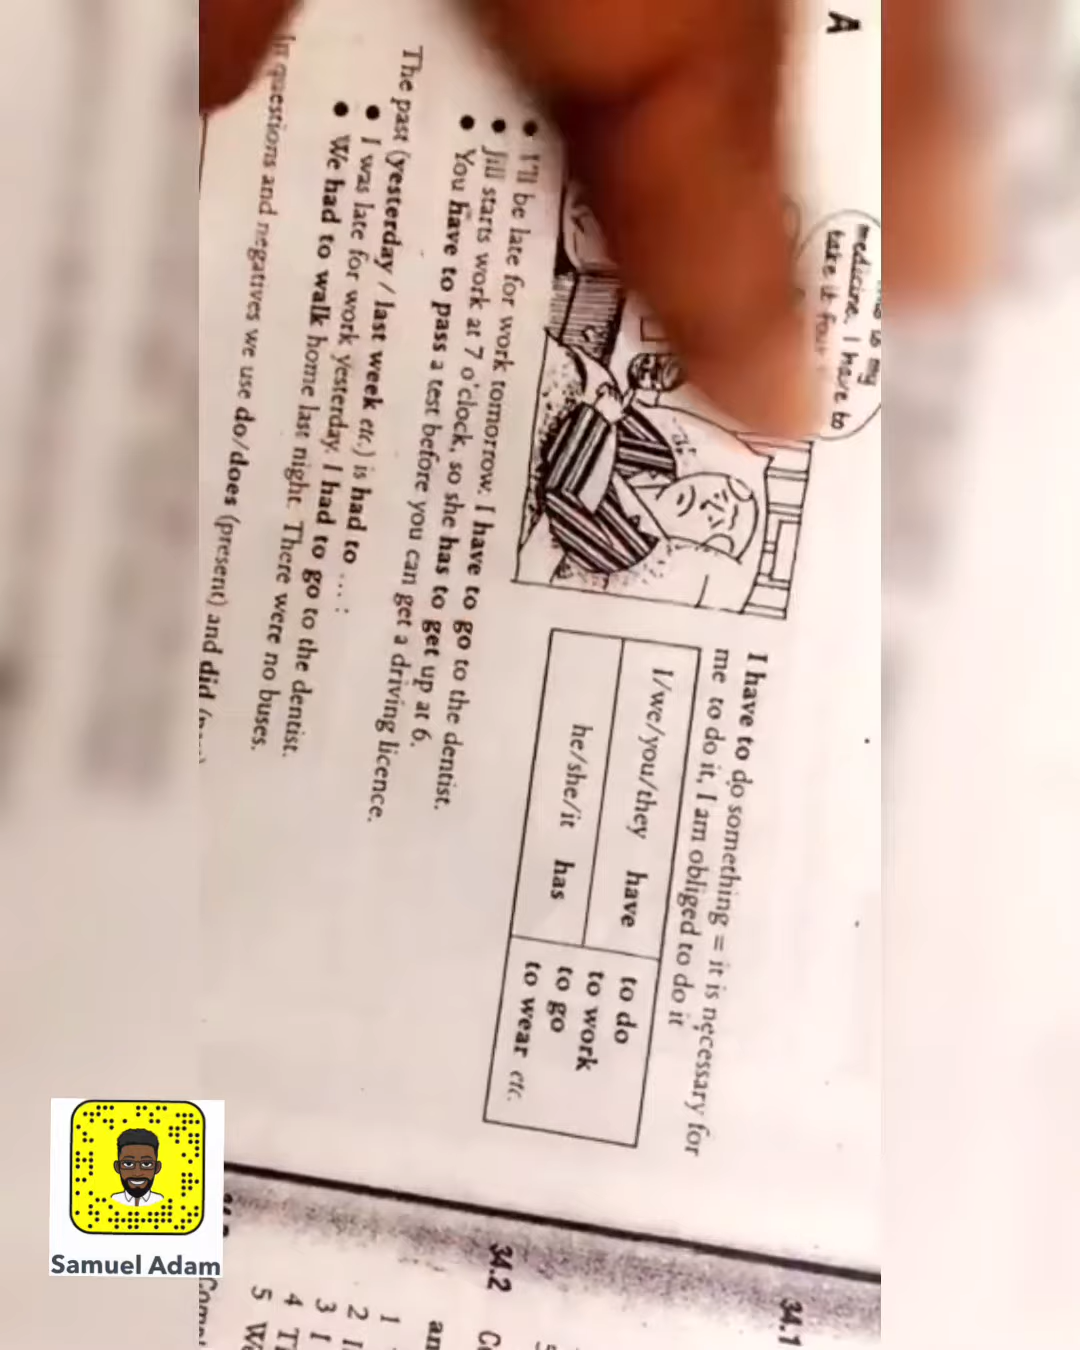 A
my
medicine. I have to
take it four
I have to do something = it is necessary for
me to do it, I am obliged to do it
I/we/you/they have
he/she/it has
to do
to work
to go
to wear etc.
● I'll be late for work tomorrow. I have to go to the dentist.
● Jill starts work at 7 o'clock, so she has to get up at 6.
● You have to pass a test before you can get a driving licence.
The past (yesterday / last week etc.) is had to ... :
● I was late for work yesterday. I had to go to the dentist.
● We had to walk home last night. There were no buses.
In questions and negatives we use do/does (present) and did
34.1
34.2
1
2
3 I
4
5
Samuel Adam